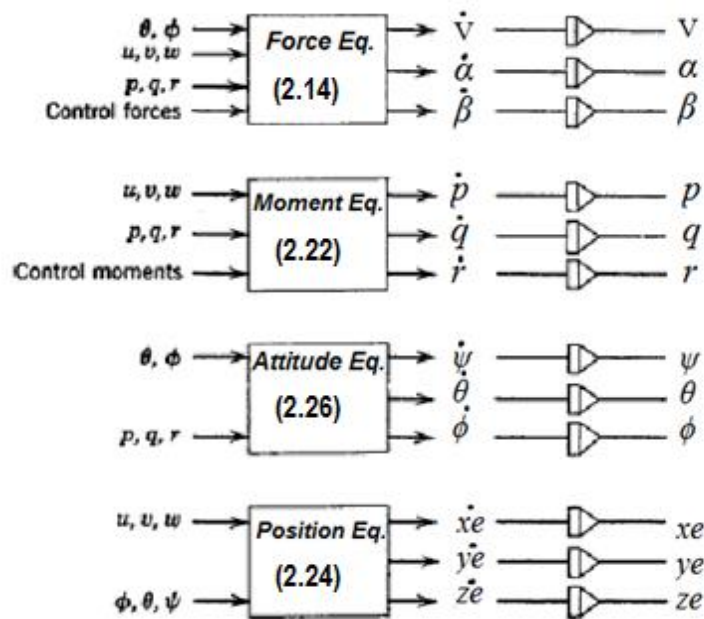 θ, ϕ Force Eq. V̇ V
u, v, w
p, q, r (2.14) α̇ α
Control forces β̇ β
u, v, w Moment Eq. ṗ p
p, q, r (2.22) q̇ q
Control moments ṙ r
θ, ϕ Attitude Eq. ψ̇ ψ
(2.26) θ̇ θ
p, q, r ϕ̇ ϕ
u, v, w Position Eq. ẋe xe
(2.24) ẏe ye
ϕ, θ, ψ że ze